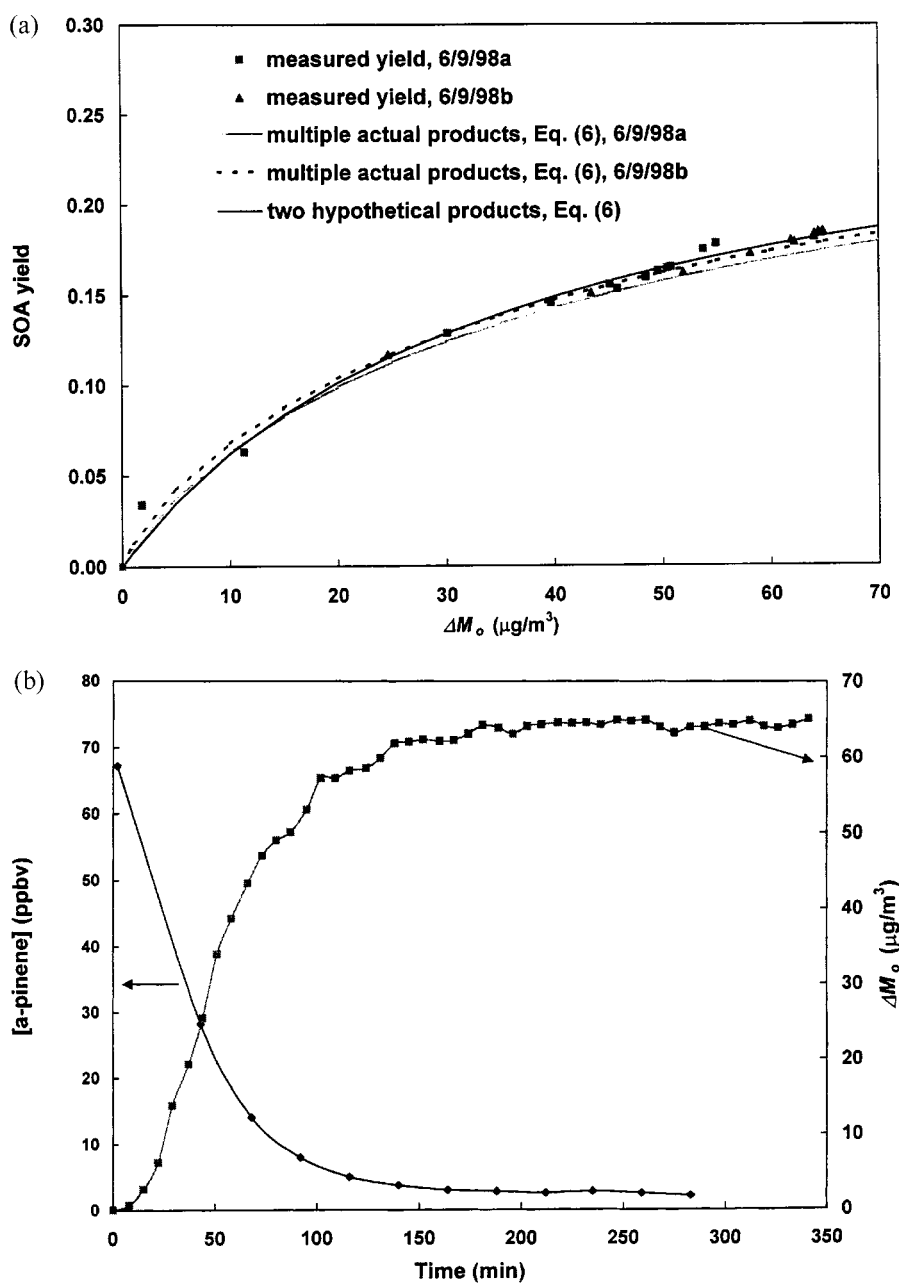 (a)
0.30
0.25
0.20
0.15
0.10
0.05
0.00
SOA yield
measured yield, 6/9/98a
measured yield, 6/9/98b
multiple actual products, Eq. (6), 6/9/98a
multiple actual products, Eq. (6), 6/9/98b
two hypothetical products, Eq. (6)
0 10 20 30 40 50 60 70
ΔMₒ (μg/m³)
(b)
80
70
60
50
40
30
20
10
0
[a-pinene] (ppbv)
70
60
50
40
30
20
10
0
ΔMₒ (μg/m³)
0 50 100 150 200 250 300 350
Time (min)